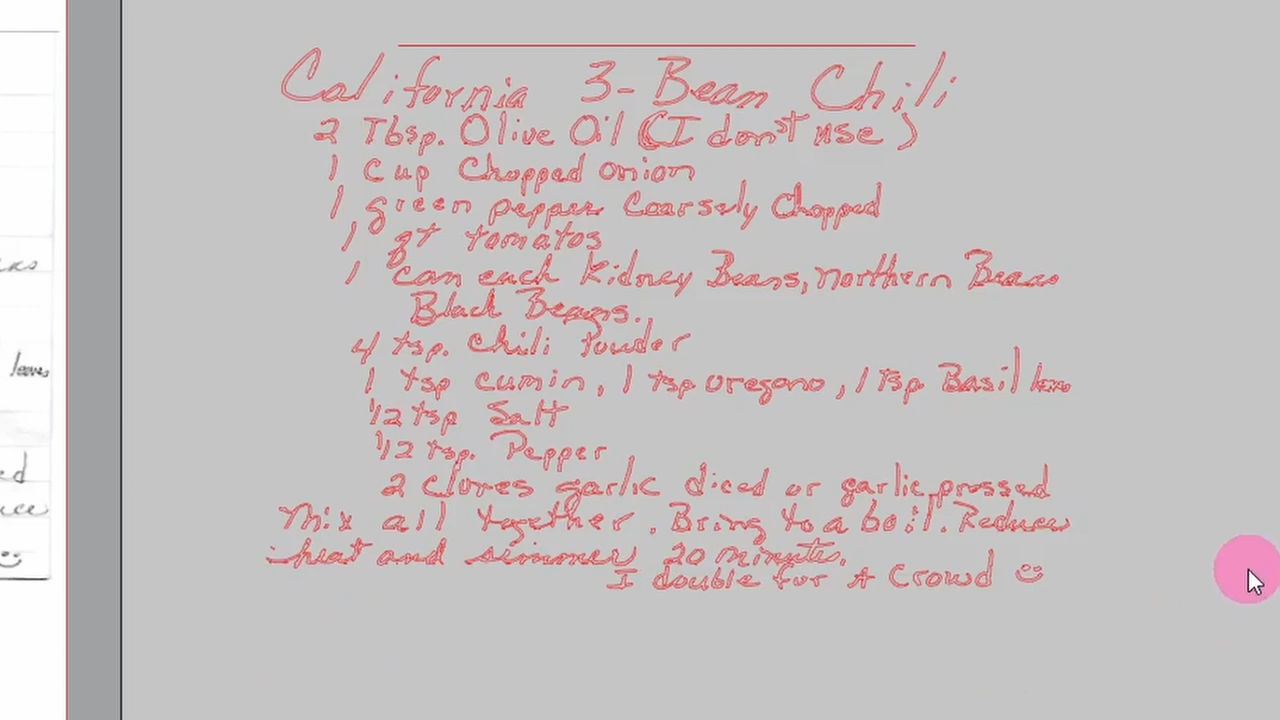 California 3-Bean Chili
2 Tbsp. Olive Oil (I don't use)
1 cup Chopped onion
1 green pepper Coarsely Chopped
1 qt tomatos
1 can each Kidney Beans, Northern Beans
Black Beans.
4 tsp. Chili Powder
1 tsp cumin, 1 tsp oregono, 1 tsp Basil leaves
1/2 tsp Salt
1/2 tsp. Pepper
2 cloves garlic diced or garlic pressed
Mix all together. Bring to a boil. Reduce
heat and simmer 20 minutes.
I double for A Crowd
leaves